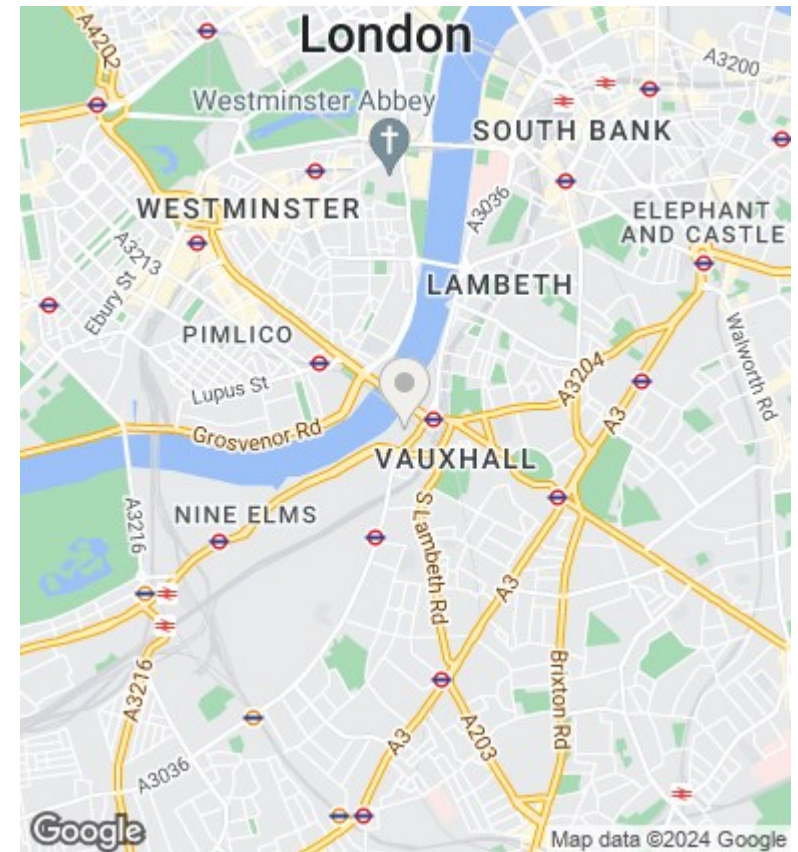 London
A4202
A3200
Westminster Abbey
SOUTH BANK
WESTMINSTER
A3036
ELEPHANT
AND CASTLE
A3213
Ebury St
LAMBETH
PIMLICO
Walworth Rd
Lupus St
A3204
Grosvenor Rd
A3
VAUXHALL
A3216
NINE ELMS
S Lambeth Rd
A3
Brixton Rd
A3216
A203
A3
A3036
Google
Map data ©2024 Google